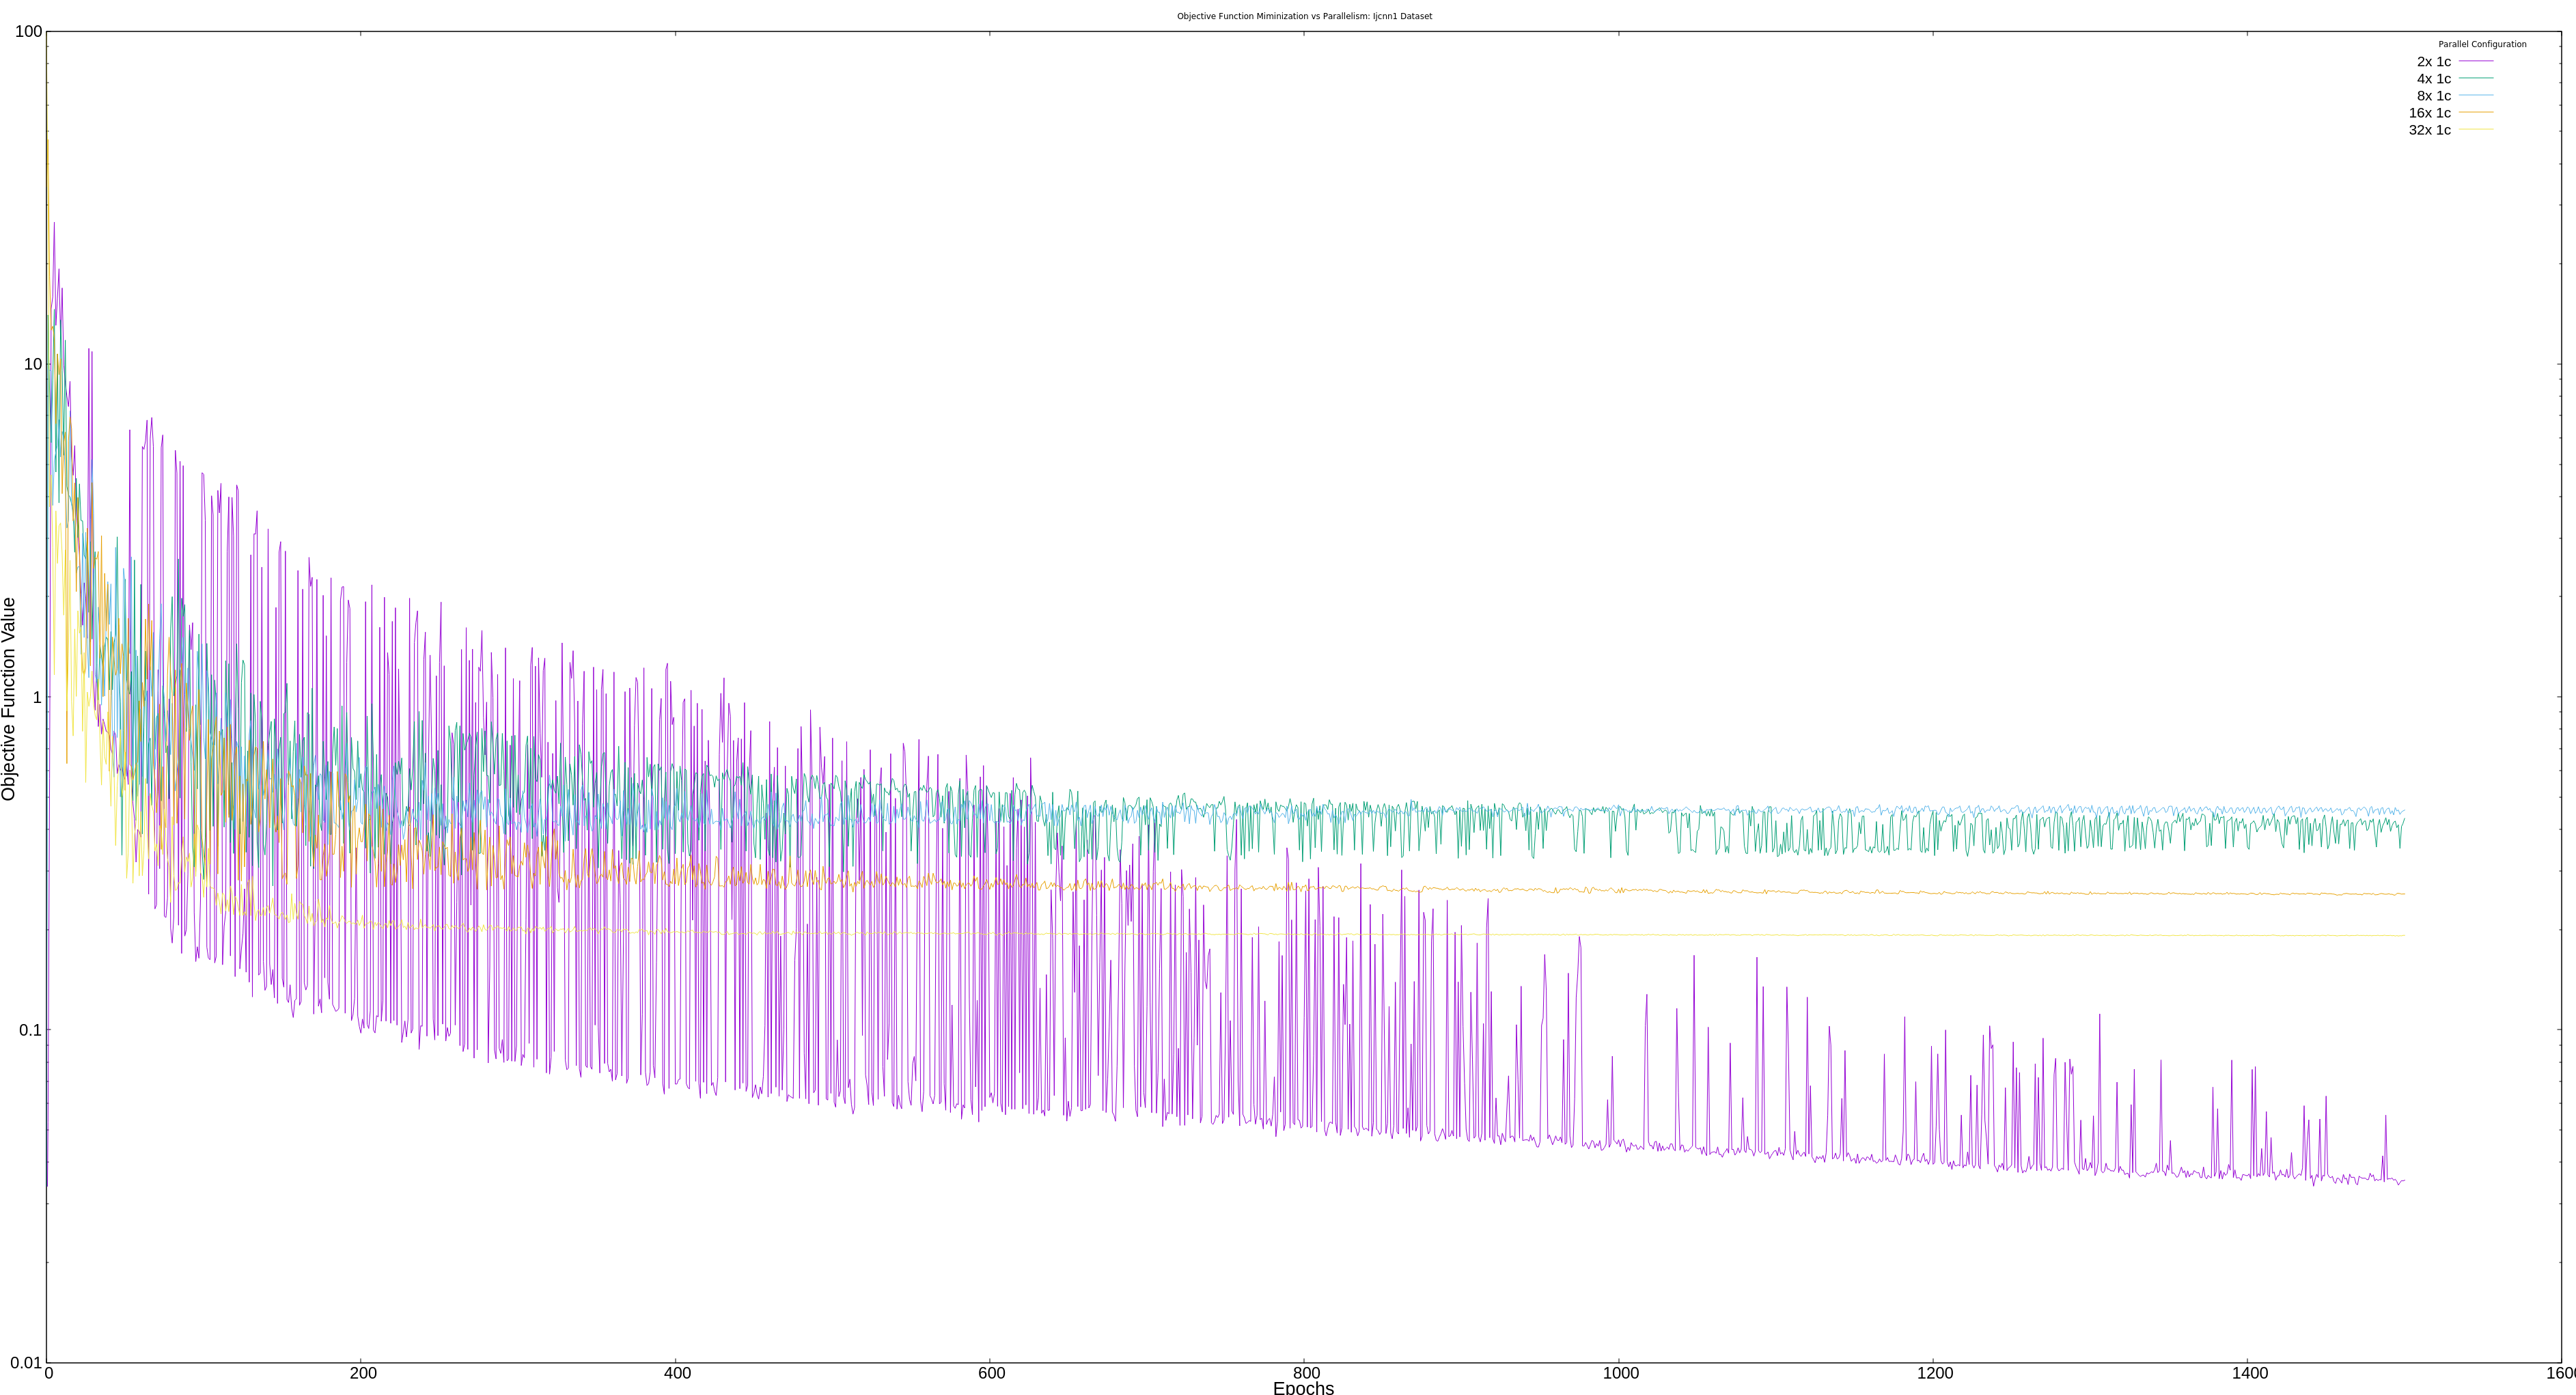 Objective Function Miminization vs Parallelism: Ijcnn1 Dataset
Parallel Configuration
2x 1c
4x 1c
8x 1c
16x 1c
32x 1c
Objective Function Value
100
10
1
0.1
0.01
0
200
400
600
800
1000
1200
1400
160
Epochs